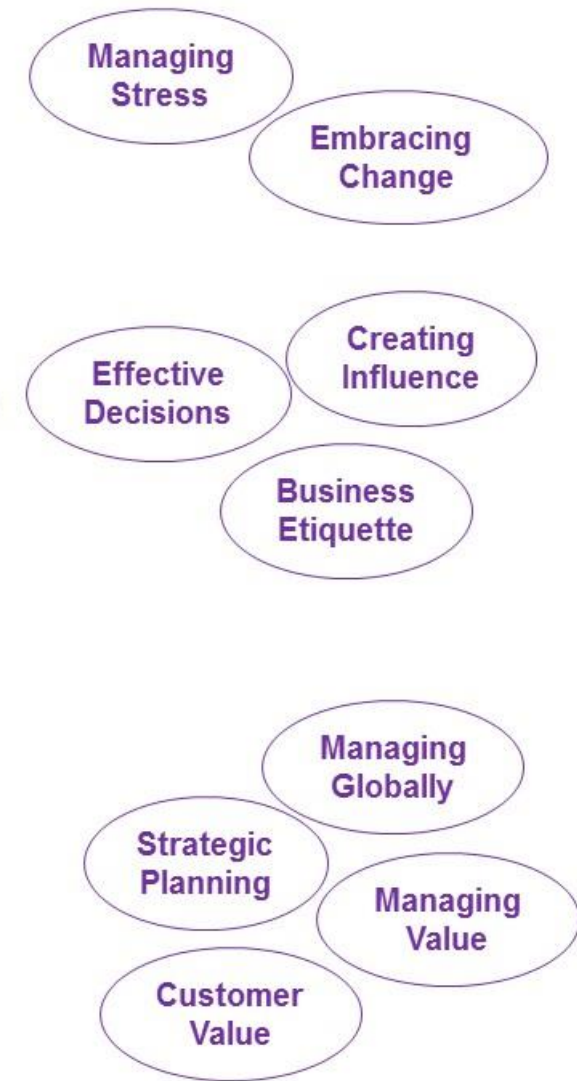 Managing
Stress
Embracing
Change
Creating
Influence
Effective
Decisions
Business
Etiquette
Managing
Globally
Strategic
Planning
Managing
Value
Customer
Value